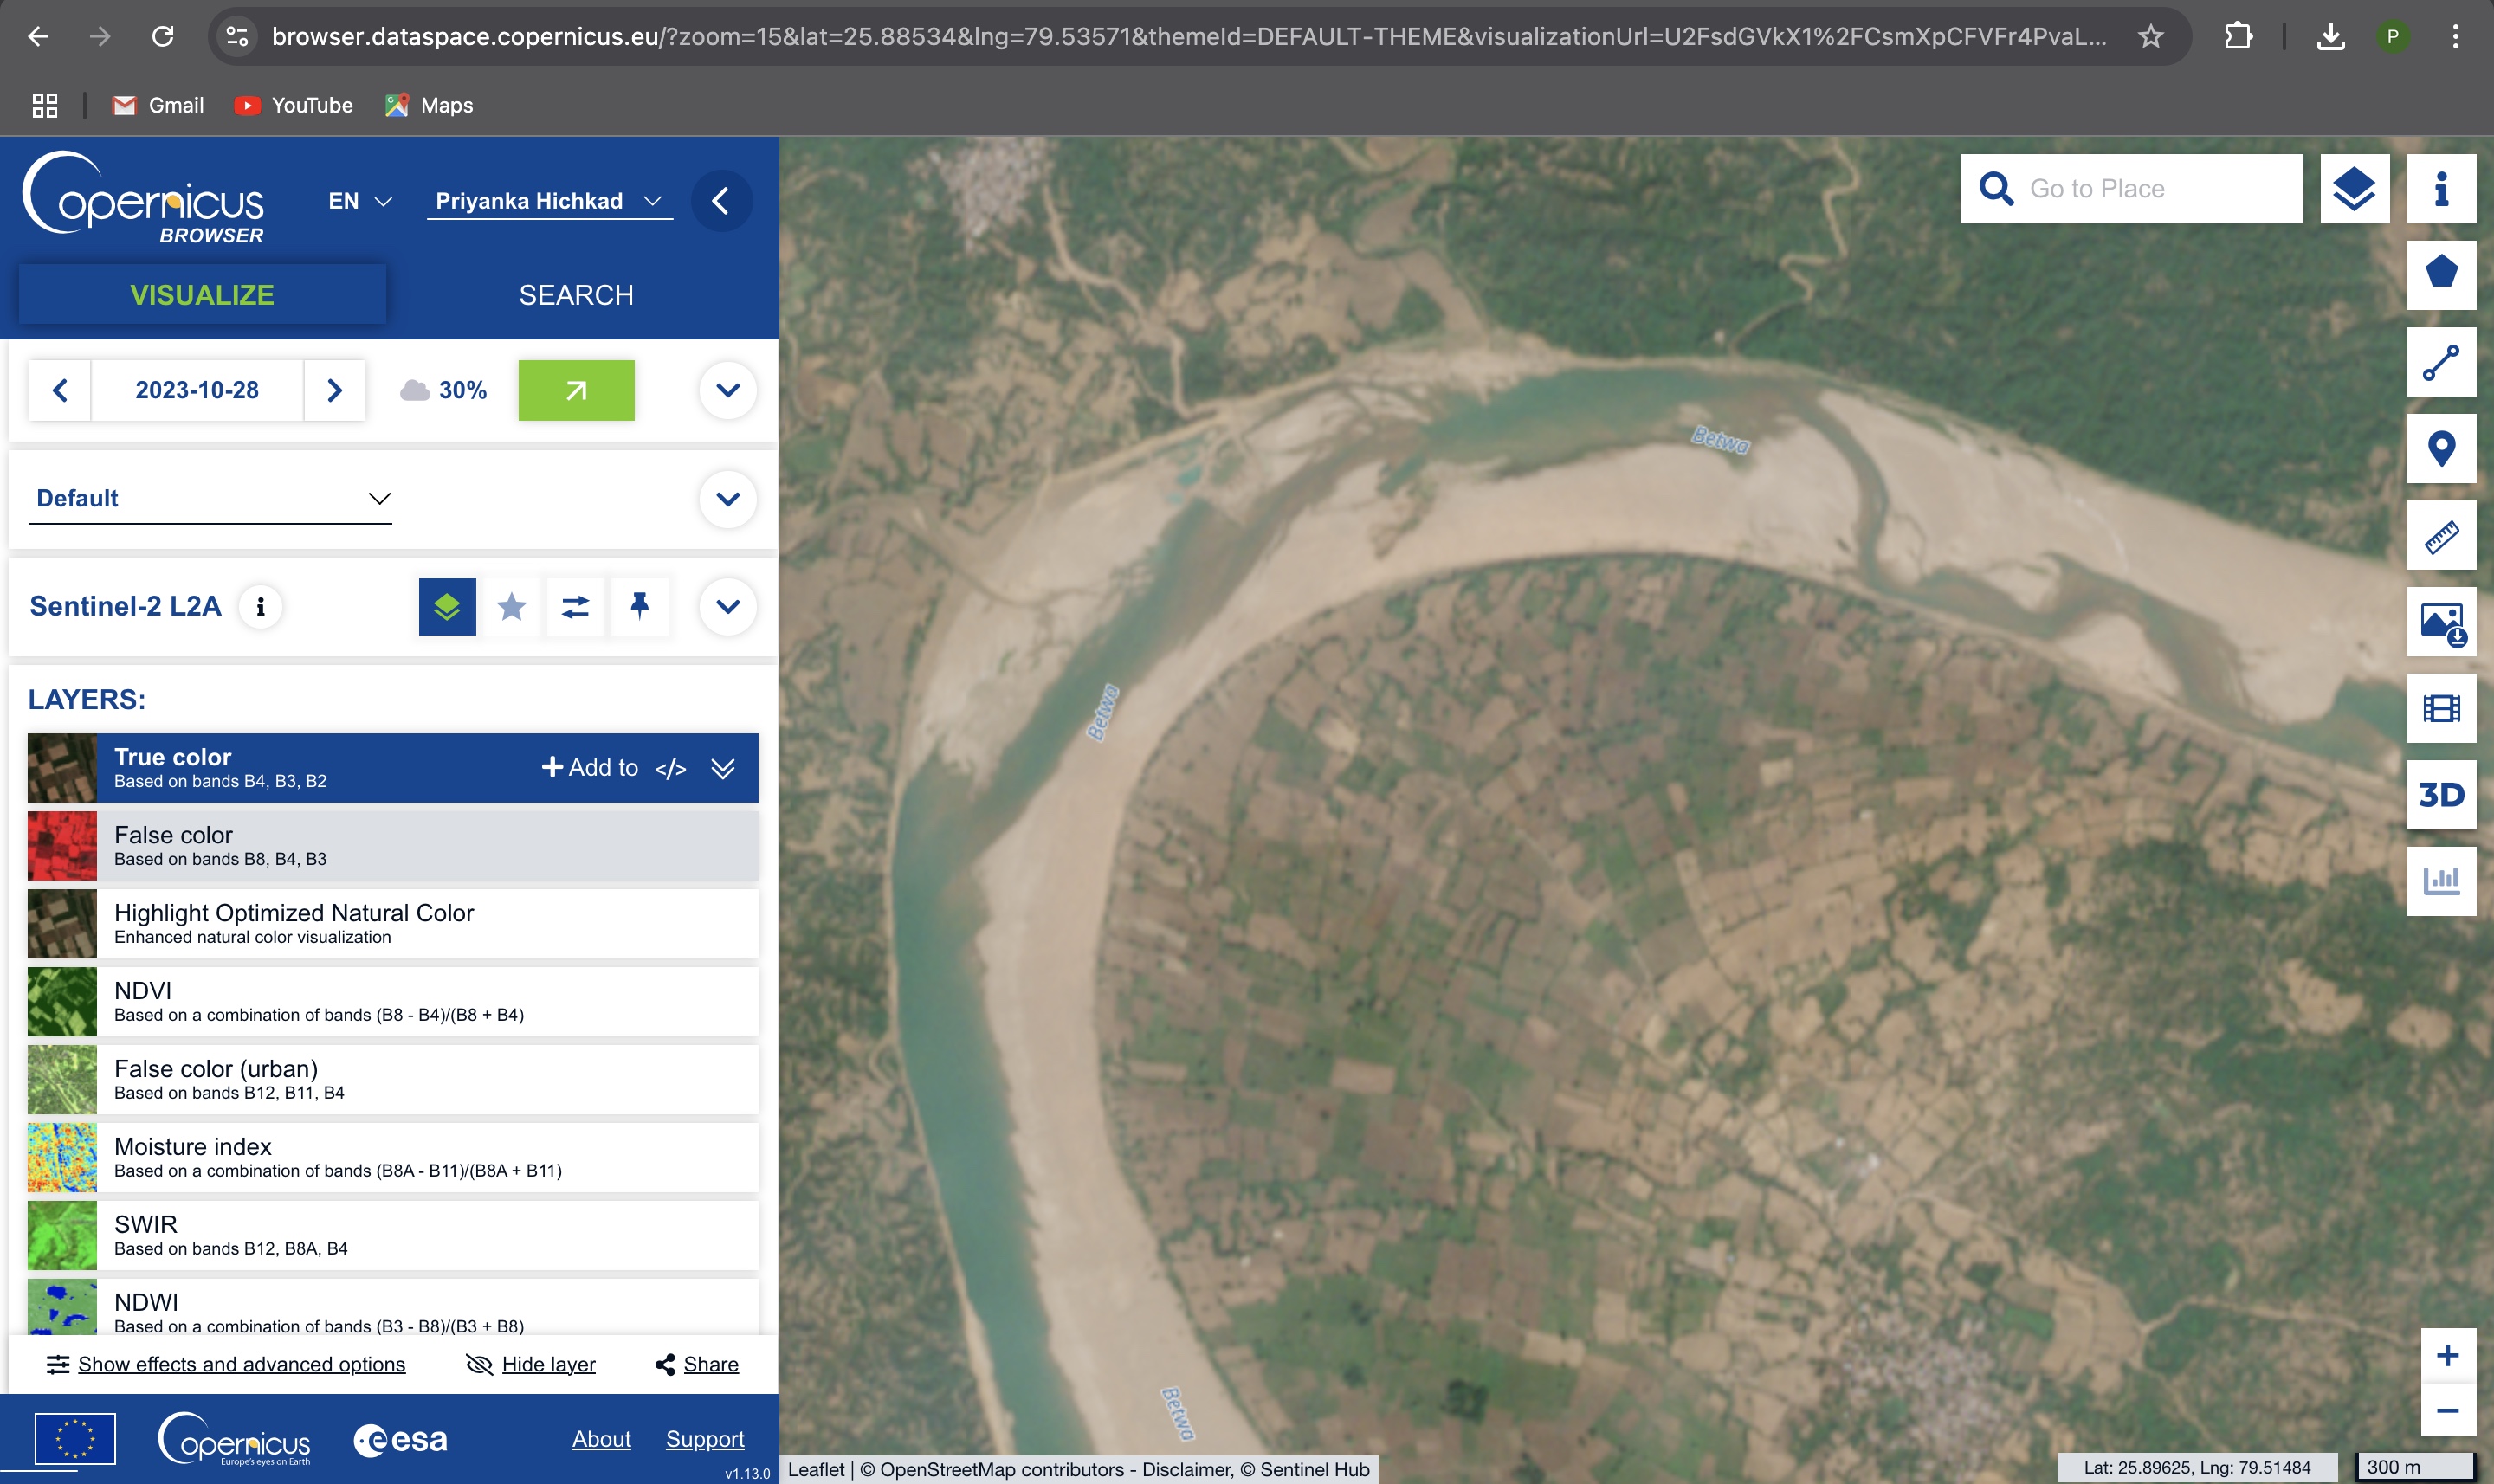 browser.dataspace.copernicus.eu/?zoom=15&lat=25.88534&lng=79.53571&themeId=DEFAULT-THEME&visualizationUrl=U2FsdGVkX1%2FCsmXpCFVFr4PvaL...
P
Gmail
YouTube
Maps
Copernicus
BROWSER
EN
Priyanka Hichkad
VISUALIZE
SEARCH
2023-10-28
30%
Default
Sentinel-2 L2A
LAYERS:
True color
Based on bands B4, B3, B2
Add to
</>
False color
Based on bands B8, B4, B3
Highlight Optimized Natural Color
Enhanced natural color visualization
NDVI
Based on a combination of bands (B8 - B4)/(B8 + B4)
False color (urban)
Based on bands B12, B11, B4
Moisture index
Based on a combination of bands (B8A - B11)/(B8A + B11)
SWIR
Based on bands B12, B8A, B4
NDWI
Based on a combination of bands (B3 - B8)/(B3 + B8)
Show effects and advanced options
Hide layer
Share
Copernicus
Europe's eyes on Earth
esa
About
Support
v1.13.0
Go to Place
Betwa
Betwa
Betwa
3D
+
−
Leaflet | © OpenStreetMap contributors - Disclaimer, © Sentinel Hub
Lat: 25.89625, Lng: 79.51484
300 m